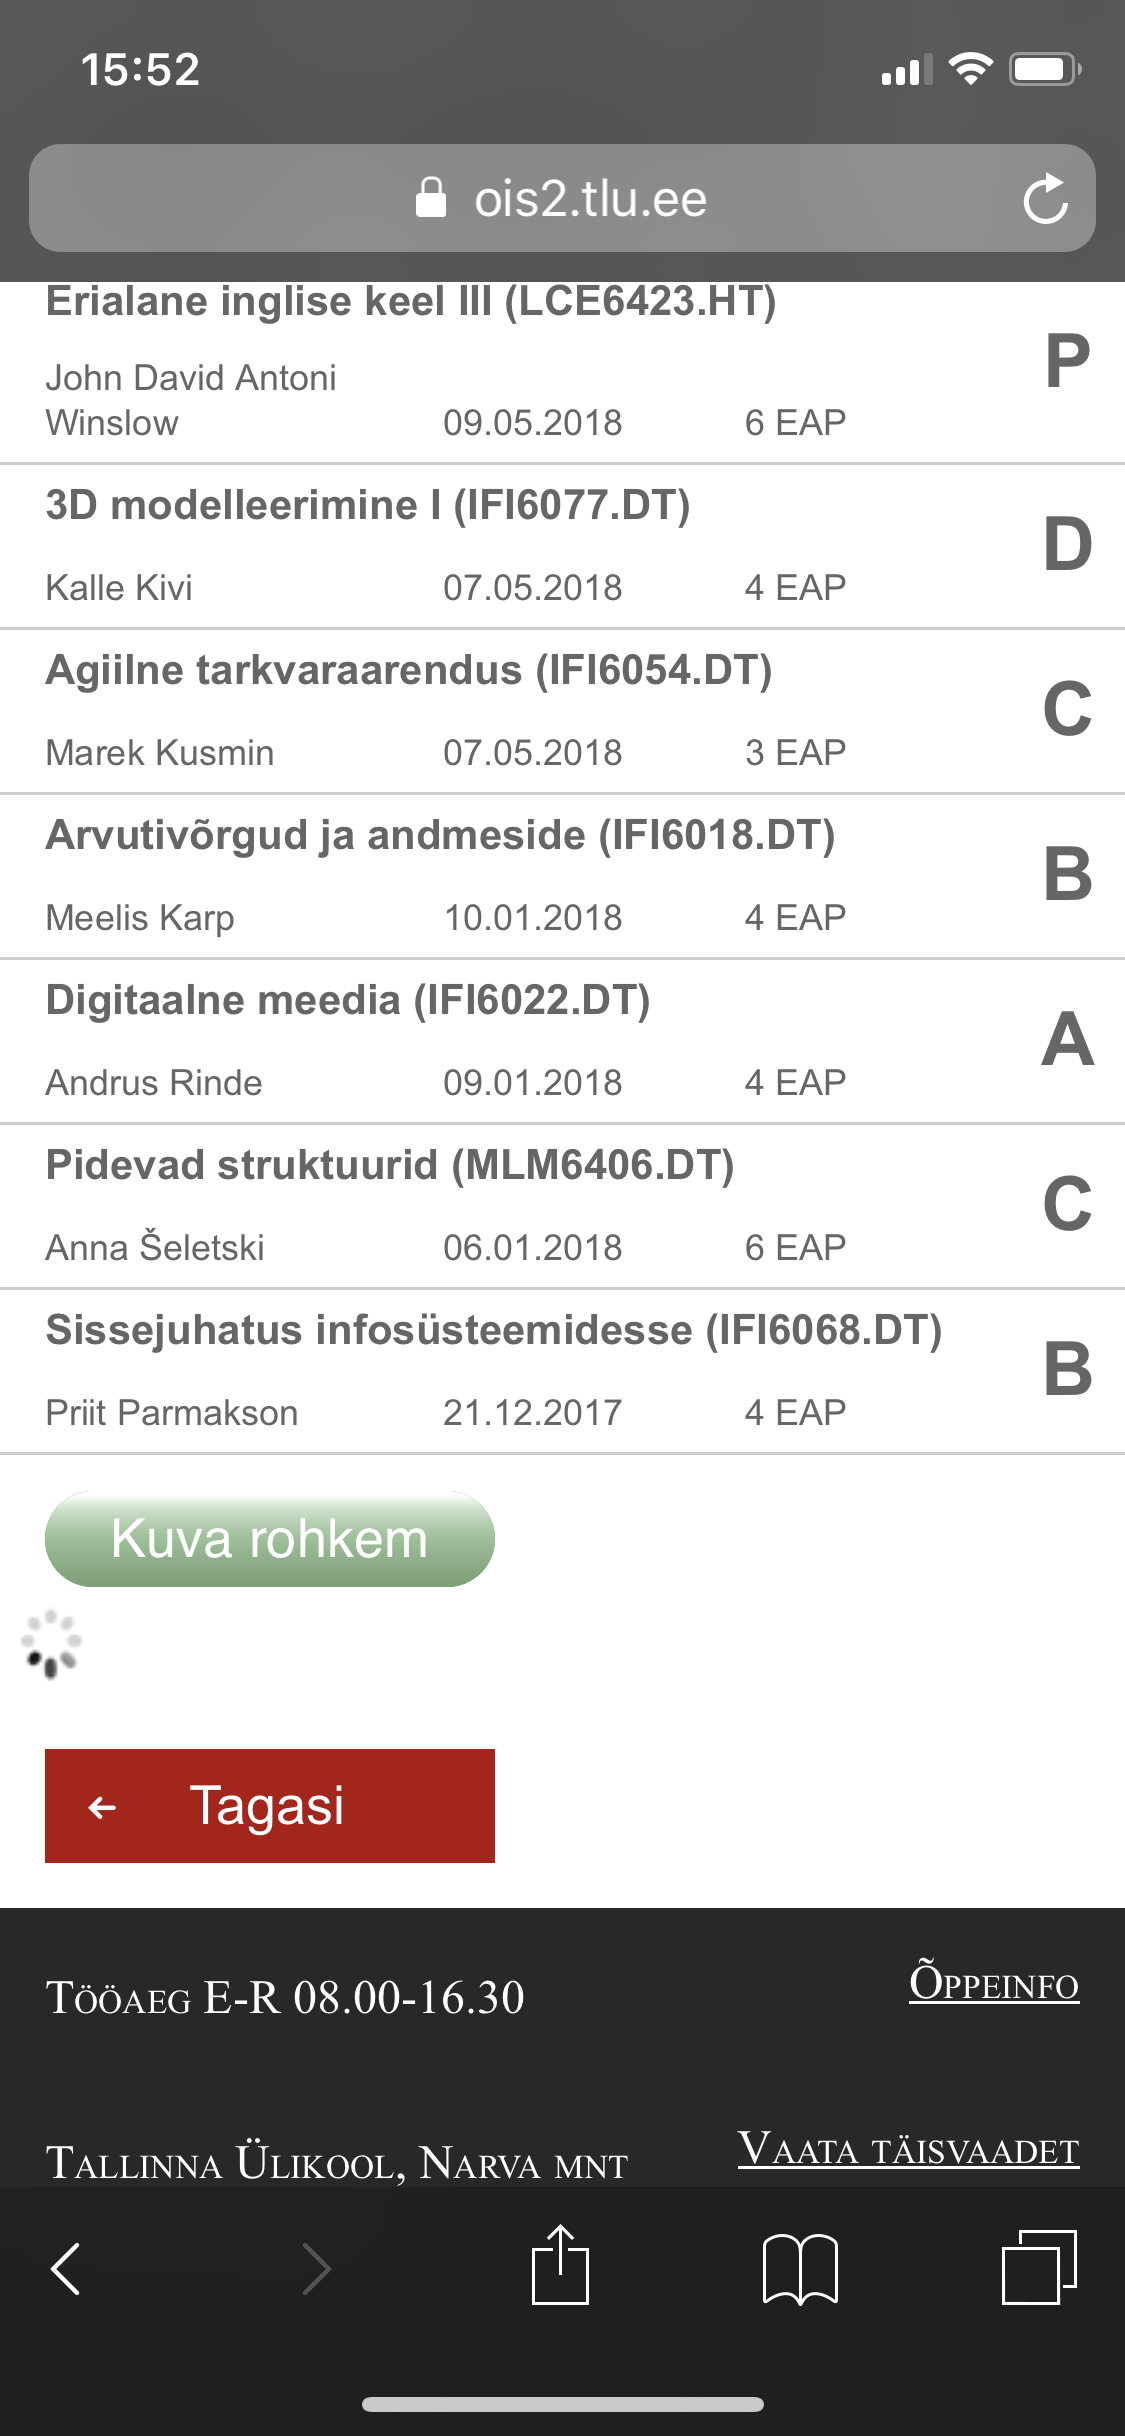 15:52
ois2.tlu.ee
Erialane inglise keel III (LCE6423.HT)
P
John David Antoni
Winslow 09.05.2018 6 EAP
3D modelleerimine I (IFI6077.DT)
D
Kalle Kivi 07.05.2018 4 EAP
Agiilne tarkvaraarendus (IFI6054.DT)
C
Marek Kusmin 07.05.2018 3 EAP
Arvutivõrgud ja andmeside (IFI6018.DT)
B
Meelis Karp 10.01.2018 4 EAP
Digitaalne meedia (IFI6022.DT)
A
Andrus Rinde 09.01.2018 4 EAP
Pidevad struktuurid (MLM6406.DT)
C
Anna Šeletski 06.01.2018 6 EAP
Sissejuhatus infosüsteemidesse (IFI6068.DT)
B
Priit Parmakson 21.12.2017 4 EAP
Kuva rohkem
Tagasi
Tööaeg E-R 08.00-16.30
Õppeinfo
Tallinna Ülikool, Narva mnt
Vaata täisvaadet